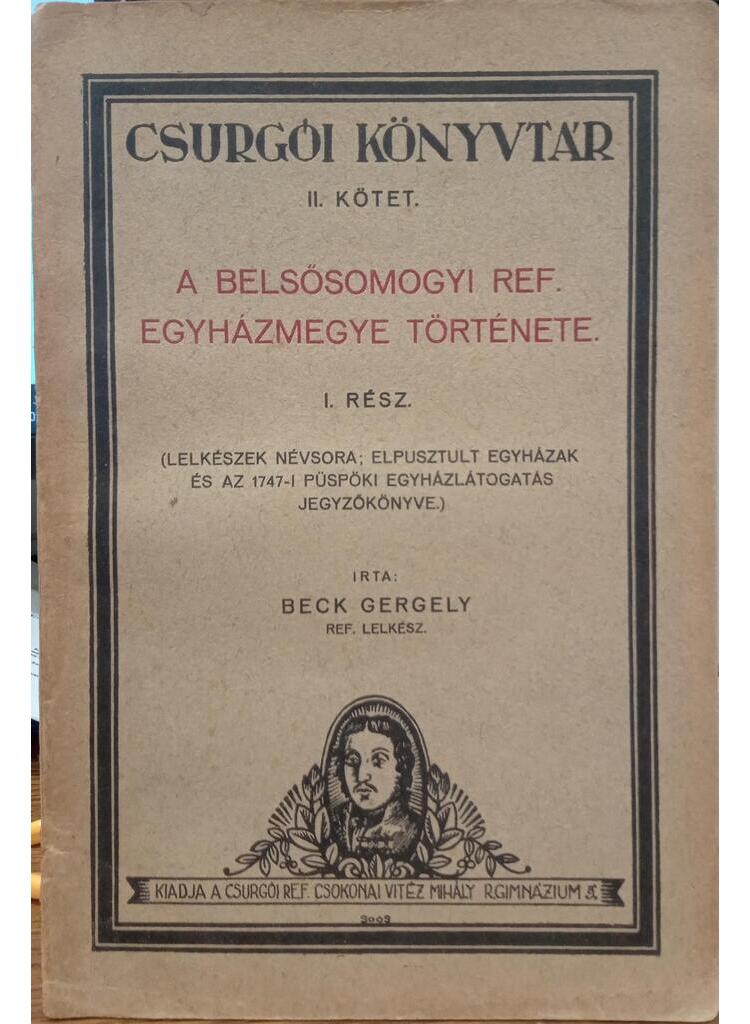 CSURGÓI KÖNYVTÁR
II. KÖTET.
A BELSŐSOMOGYI REF.
EGYHÁZMEGYE TÖRTÉNETE.
I. RÉSZ.
(LELKÉSZEK NÉVSORA; ELPUSZTULT EGYHÁZAK
ÉS AZ 1747-I PÜSPÖKI EGYHÁZLÁTOGATÁS
JEGYZŐKÖNYVE.)
IRTA:
BECK GERGELY
REF. LELKÉSZ.
KIADJA A CSURGÓI REF. CSOKONAI VITÉZ MIHÁLY R.GIMNÁZIUM